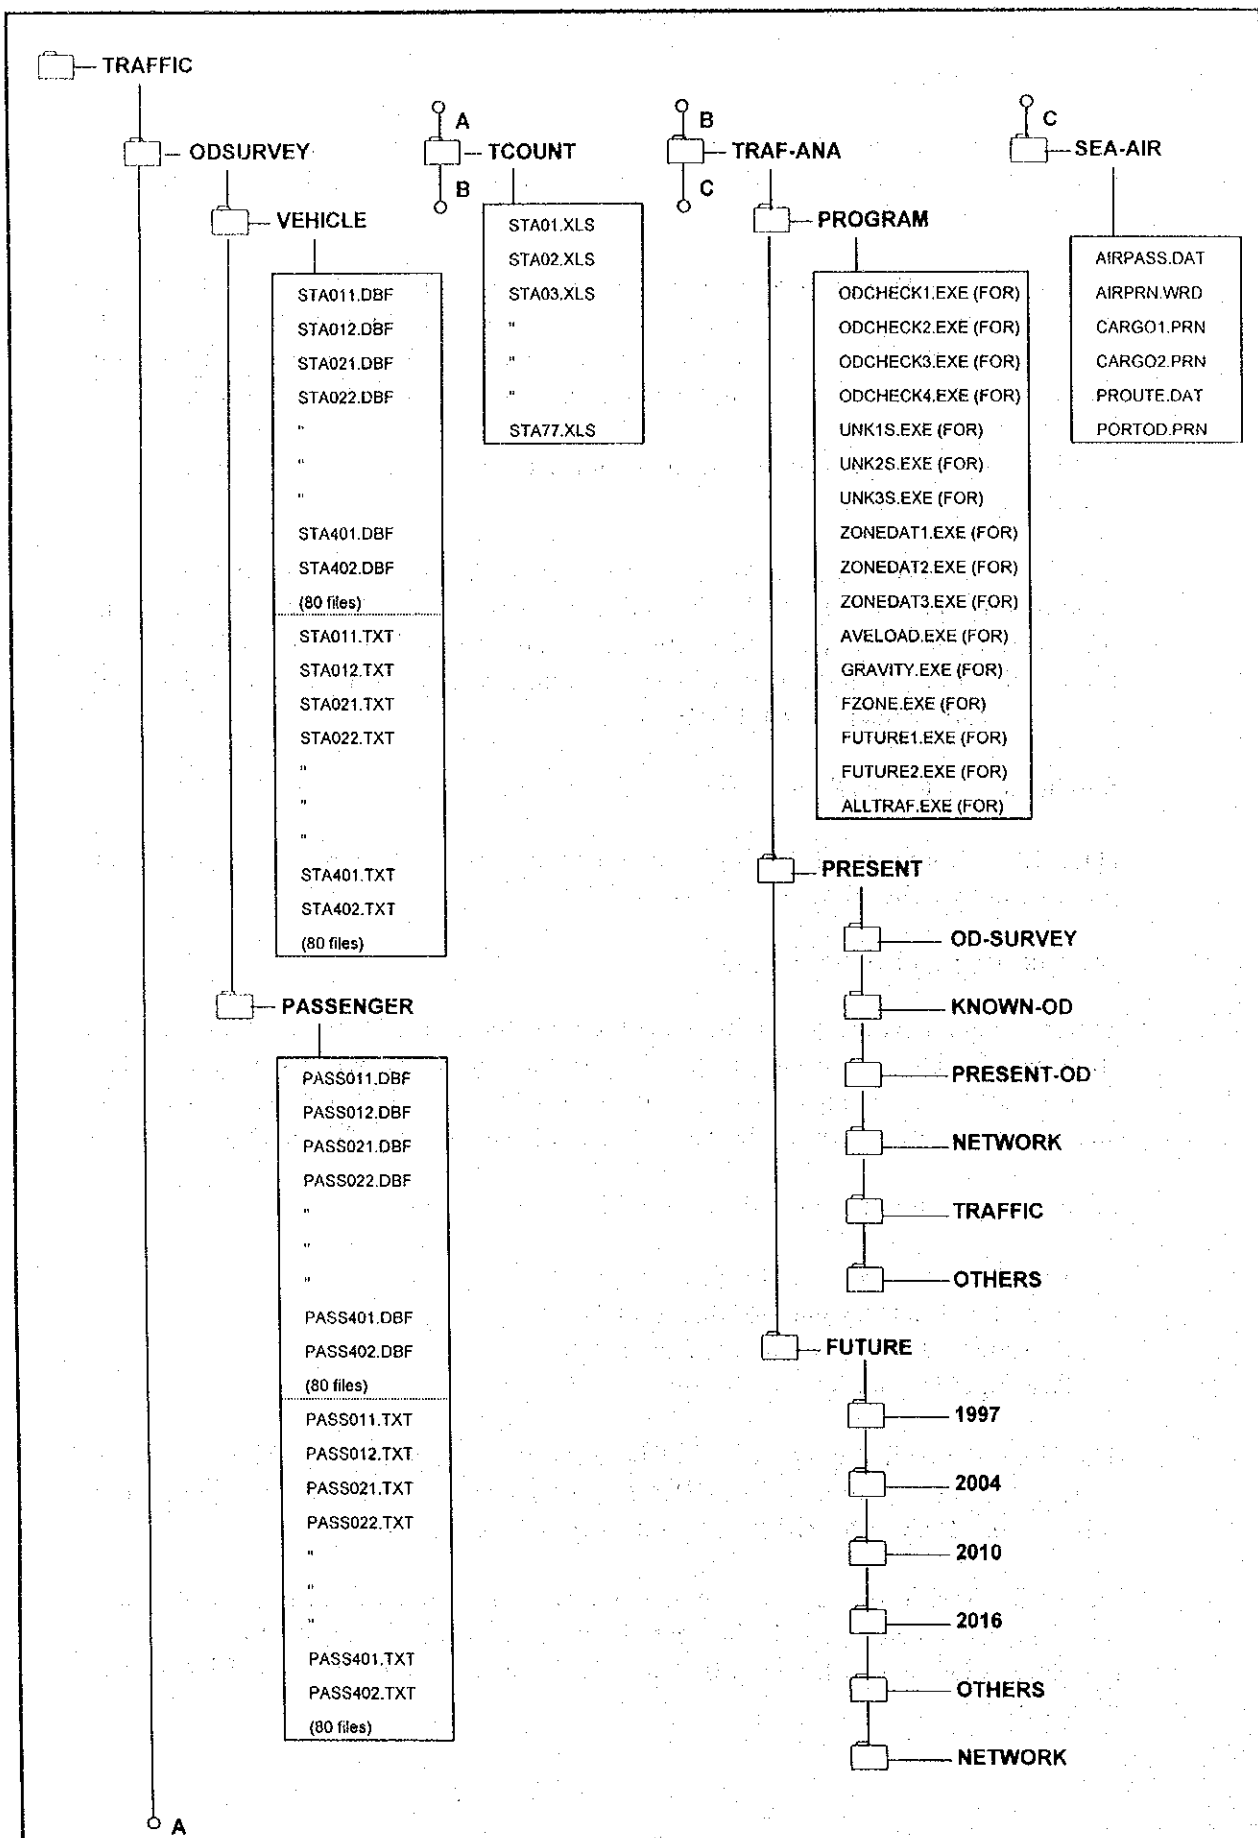 TRAFFIC
ODSURVEY
VEHICLE
STA011.DBF
STA012.DBF
STA021.DBF
STA022.DBF
"
"
"
STA401.DBF
STA402.DBF
(80 files)
STA011.TXT
STA012.TXT
STA021.TXT
STA022.TXT
"
"
"
STA401.TXT
STA402.TXT
(80 files)
PASSENGER
PASS011.DBF
PASS012.DBF
PASS021.DBF
PASS022.DBF
"
"
"
PASS401.DBF
PASS402.DBF
(80 files)
PASS011.TXT
PASS012.TXT
PASS021.TXT
PASS022.TXT
"
"
"
PASS401.TXT
PASS402.TXT
(80 files)
A
A
TCOUNT
B
STA01.XLS
STA02.XLS
STA03.XLS
"
"
"
STA77.XLS
B
TRAF-ANA
C
PROGRAM
ODCHECK1.EXE (FOR)
ODCHECK2.EXE (FOR)
ODCHECK3.EXE (FOR)
ODCHECK4.EXE (FOR)
UNK1S.EXE (FOR)
UNK2S.EXE (FOR)
UNK3S.EXE (FOR)
ZONEDAT1.EXE (FOR)
ZONEDAT2.EXE (FOR)
ZONEDAT3.EXE (FOR)
AVELOAD.EXE (FOR)
GRAVITY.EXE (FOR)
FZONE.EXE (FOR)
FUTURE1.EXE (FOR)
FUTURE2.EXE (FOR)
ALLTRAF.EXE (FOR)
PRESENT
OD-SURVEY
KNOWN-OD
PRESENT-OD
NETWORK
TRAFFIC
OTHERS
FUTURE
1997
2004
2010
2016
OTHERS
NETWORK
C
SEA-AIR
AIRPASS.DAT
AIRPRN.WRD
CARGO1.PRN
CARGO2.PRN
PROUTE.DAT
PORTOD.PRN